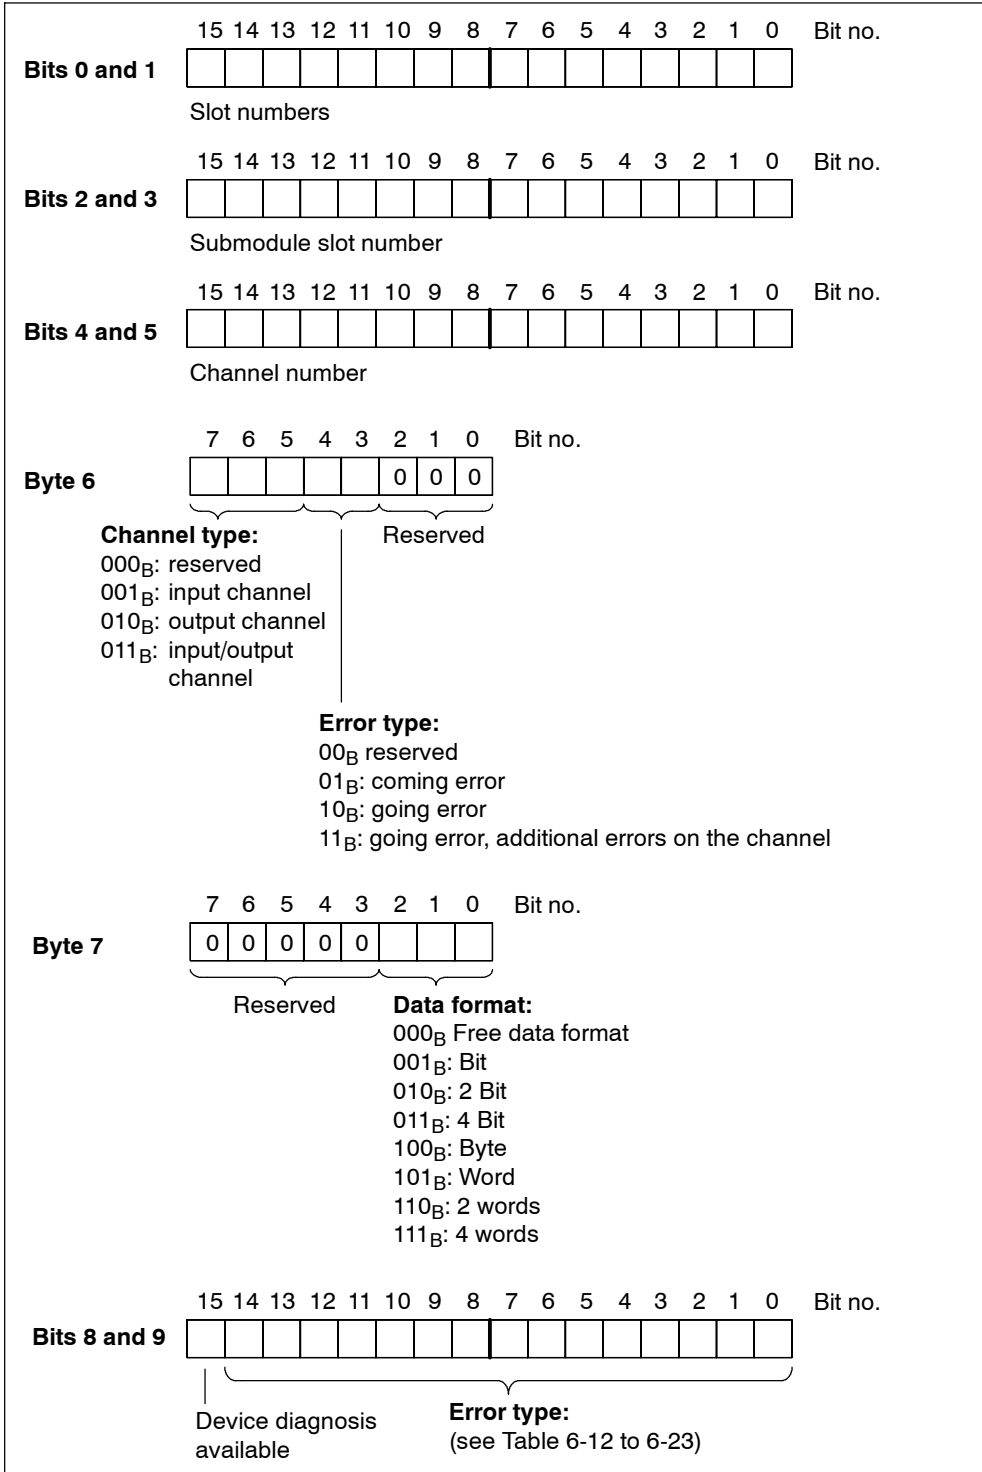 15 14 13 12 11 10 9 8 7 6 5 4 3 2 1 0 Bit no.
Bits 0 and 1
Slot numbers
15 14 13 12 11 10 9 8 7 6 5 4 3 2 1 0 Bit no.
Bits 2 and 3
Submodule slot number
15 14 13 12 11 10 9 8 7 6 5 4 3 2 1 0 Bit no.
Bits 4 and 5
Channel number
7 6 5 4 3 2 1 0 Bit no.
Byte 6 0 0 0
Channel type: Reserved
000B: reserved
001B: input channel
010B: output channel
011B: input/output
channel
Error type:
00B reserved
01B: coming error
10B: going error
11B: going error, additional errors on the channel
7 6 5 4 3 2 1 0 Bit no.
Byte 7 0 0 0 0 0
Reserved Data format:
000B Free data format
001B: Bit
010B: 2 Bit
011B: 4 Bit
100B: Byte
101B: Word
110B: 2 words
111B: 4 words
15 14 13 12 11 10 9 8 7 6 5 4 3 2 1 0 Bit no.
Bits 8 and 9
Device diagnosis
available
Error type:
(see Table 6-12 to 6-23)